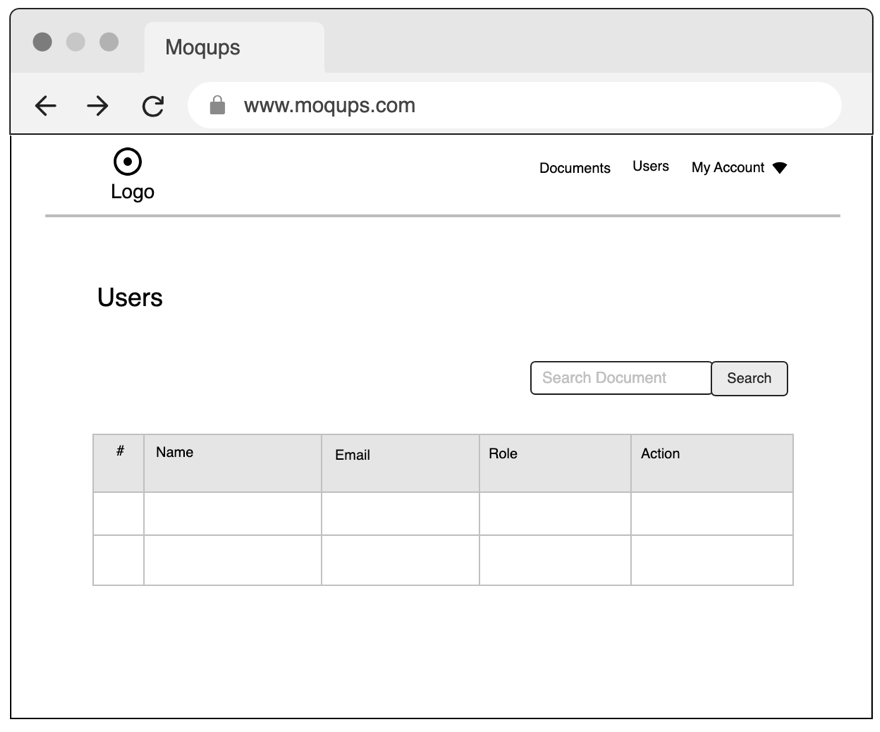 Moqups
www.moqups.com
Logo
Documents Users My Account
Users
Search Document Search
# Name Email Role Action